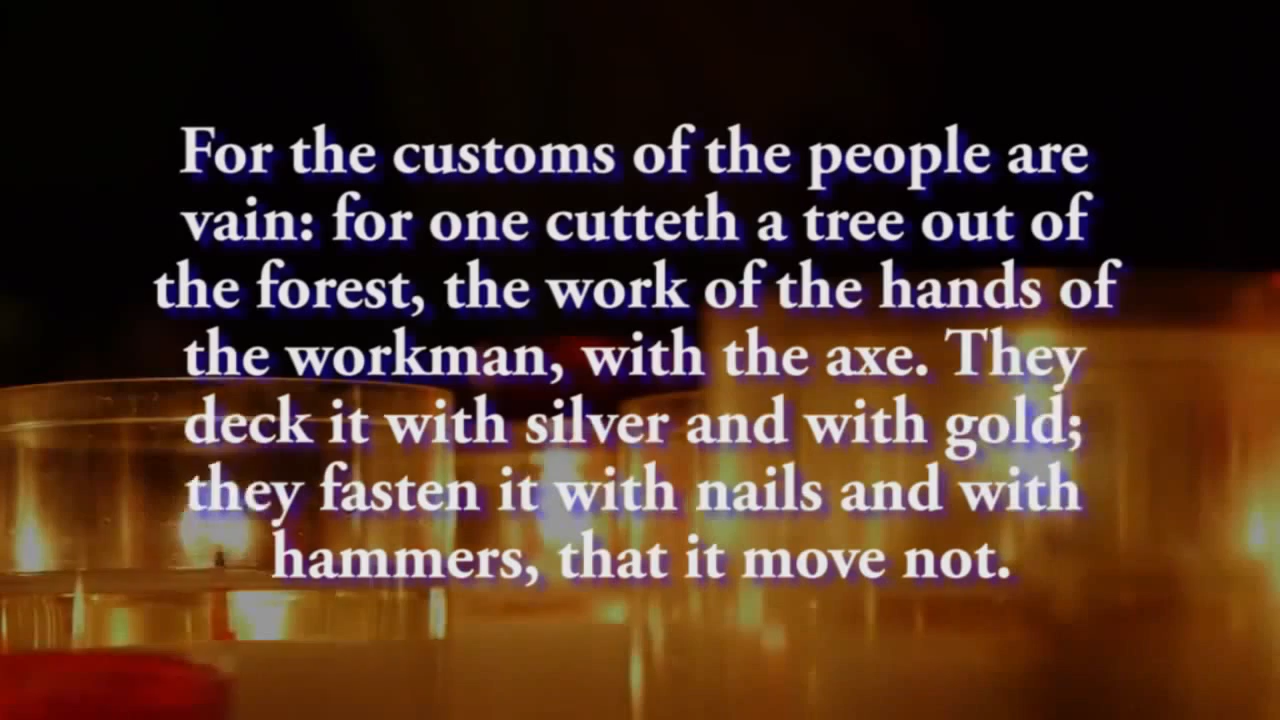 For the customs of the people are
vain: for one cutteth a tree out of
the forest, the work of the hands of
the workman, with the axe. They
deck it with silver and with gold;
they fasten it with nails and with
hammers, that it move not.